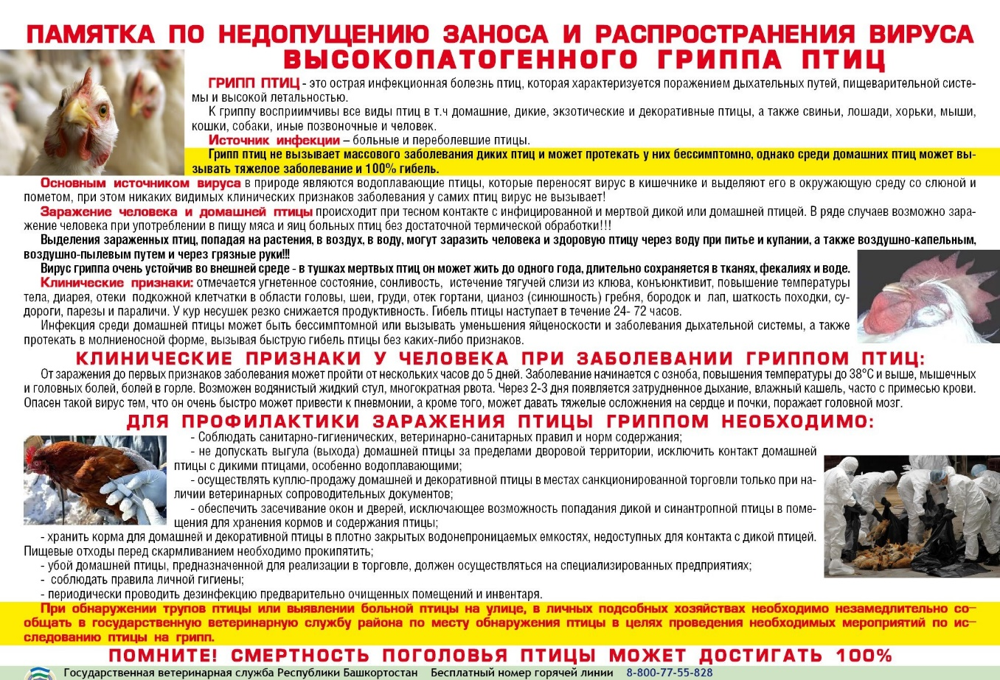 ПАМЯТКА ПО НЕДОПУЩЕНИЮ ЗАНОСА И РАСПРОСТРАНЕНИЯ ВИРУСА
ВЫСОКОПАТОГЕННОГО ГРИППА ПТИЦ
ГРИПП ПТИЦ - это острая инфекционная болезнь птиц, которая характеризуется поражением дыхательных путей, пищеварительной систе-
мы и высокой летальностью.
К гриппу восприимчивы все виды птиц в т.ч домашние, дикие, экзотические и декоративные птицы, а также свиньи, лошади, хорьки, мыши,
кошки, собаки, иные позвоночные и человек.
Источник инфекции – больные и переболевшие птицы.
Грипп птиц не вызывает массового заболевания диких птиц и может протекать у них бессимптомно, однако среди домашних птиц может вы-
зывать тяжелое заболевание и 100% гибель.
Основным источником вируса в природе являются водоплавающие птицы, которые переносят вирус в кишечнике и выделяют его в окружающую среду со слюной и
пометом, при этом никаких видимых клинических признаков заболевания у самих птиц вирус не вызывает!
Заражение человека и домашней птицы происходит при тесном контакте с инфицированной и мертвой дикой или домашней птицей. В ряде случаев возможно зара-
жение человека при употреблении в пищу мяса и яиц больных птиц без достаточной термической обработки!!!
Выделения зараженных птиц, попадая на растения, в воздух, в воду, могут заразить человека и здоровую птицу через воду при питье и купании, а также воздушно-капельным,
воздушно-пылевым путем и через грязные руки!!!
Вирус гриппа очень устойчив во внешней среде - в тушках мертвых птиц он может жить до одного года, длительно сохраняется в тканях, фекалиях и воде.
Клинические признаки: отмечается угнетенное состояние, сонливость, истечение тягучей слизи из клюва, конъюнктивит, повышение температуры
тела, диарея, отеки подкожной клетчатки в области головы, шеи, груди, отек гортани, цианоз (синюшность) гребня, бородок и лап, шаткость походки, су-
дороги, парезы и параличи. У кур несушек резко снижается продуктивность. Гибель птицы наступает в течение 24- 72 часов.
Инфекция среди домашней птицы может быть бессимптомной или вызывать уменьшения яйценоскости и заболевания дыхательной системы, а также
протекать в молниеносной форме, вызывая быструю гибель птицы без каких-либо признаков.
КЛИНИЧЕСКИЕ ПРИЗНАКИ У ЧЕЛОВЕКА ПРИ ЗАБОЛЕВАНИИ ГРИППОМ ПТИЦ:
От заражения до первых признаков заболевания может пройти от нескольких часов до 5 дней. Заболевание начинается с озноба, повышения температуры до 38°С и выше, мышечных
и головных болей, болей в горле. Возможен водянистый жидкий стул, многократная рвота. Через 2-3 дня появляется затрудненное дыхание, влажный кашель, часто с примесью крови.
Опасен такой вирус тем, что он очень быстро может привести к пневмонии, а кроме того, может давать тяжелые осложнения на сердце и почки, поражает головной мозг.
ДЛЯ ПРОФИЛАКТИКИ ЗАРАЖЕНИЯ ПТИЦЫ ГРИППОМ НЕОБХОДИМО:
- Соблюдать санитарно-гигиенических, ветеринарно-санитарных правил и норм содержания;
- не допускать выгула (выхода) домашней птицы за пределами дворовой территории, исключить контакт домашней
птицы с дикими птицами, особенно водоплавающими;
- осуществлять куплю-продажу домашней и декоративной птицы в местах санкционированной торговли только при на-
личии ветеринарных сопроводительных документов;
- обеспечить засечивание окон и дверей, исключающее возможность попадания дикой и синантропной птицы в поме-
щения для хранения кормов и содержания птицы;
- хранить корма для домашней и декоративной птицы в плотно закрытых водонепроницаемых емкостях, недоступных для контакта с дикой птицей.
Пищевые отходы перед скармливанием необходимо прокипятить;
- убой домашней птицы, предназначенной для реализации в торговле, должен осуществляться на специализированных предприятиях;
- соблюдать правила личной гигиены;
- периодически проводить дезинфекцию предварительно очищенных помещений и инвентаря.
При обнаружении трупов птицы или выявлении больной птицы на улице, в личных подсобных хозяйствах необходимо незамедлительно со-
общать в государственную ветеринарную службу района по месту обнаружения птицы в целях проведения необходимых мероприятий по ис-
следованию птицы на грипп.
ПОМНИТЕ! СМЕРТНОСТЬ ПОГОЛОВЬЯ ПТИЦЫ МОЖЕТ ДОСТИГАТЬ 100%
Государственная ветеринарная служба Республики Башкортостан Бесплатный номер горячей линии 8-800-77-55-828